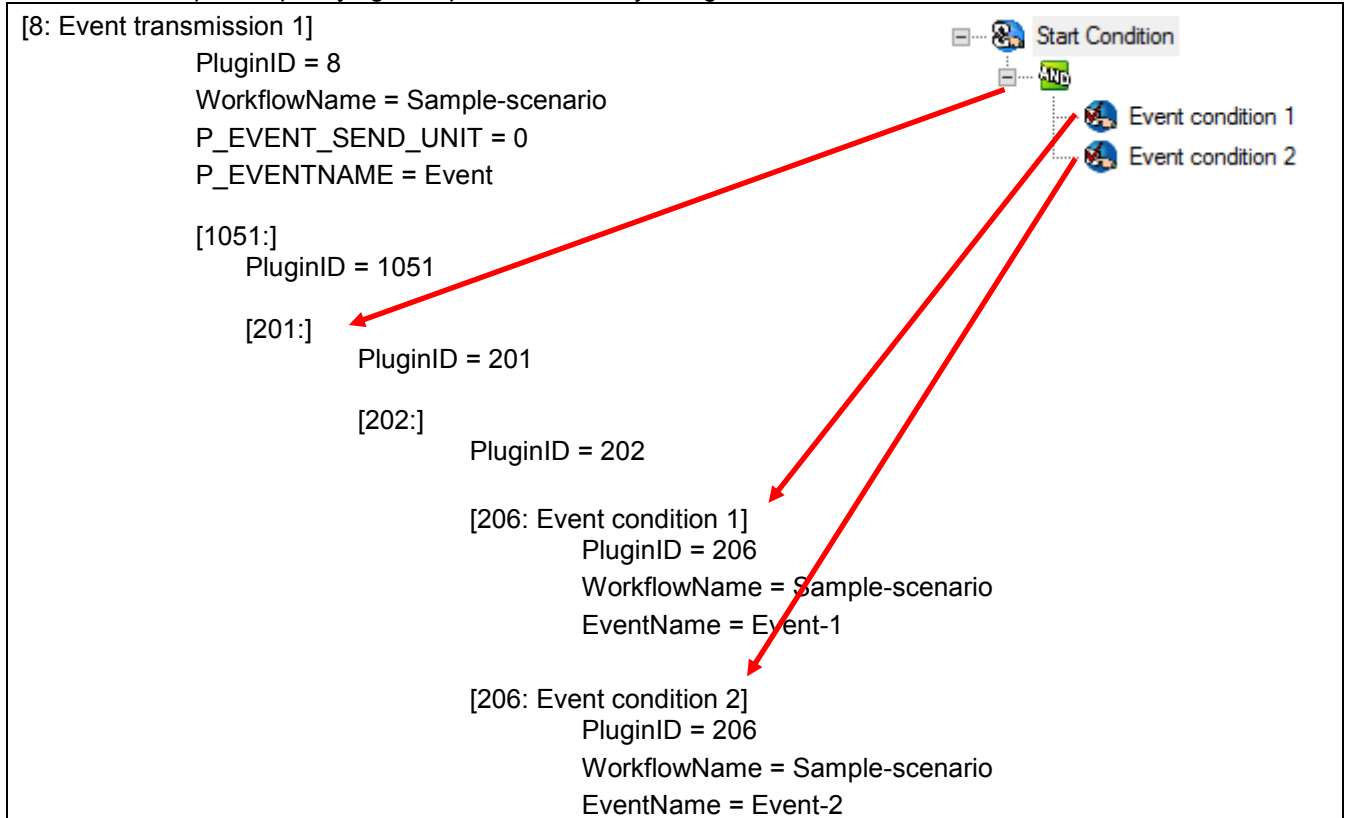 [8: Event transmission 1]
PluginID = 8
WorkflowName = Sample-scenario
P_EVENT_SEND_UNIT = 0
P_EVENTNAME = Event
[1051:]
PluginID = 1051
[201:]
PluginID = 201
[202:]
PluginID = 202
[206: Event condition 1]
PluginID = 206
WorkflowName = Sample-scenario
EventName = Event-1
[206: Event condition 2]
PluginID = 206
WorkflowName = Sample-scenario
EventName = Event-2
Start Condition
AND
Event condition 1
Event condition 2